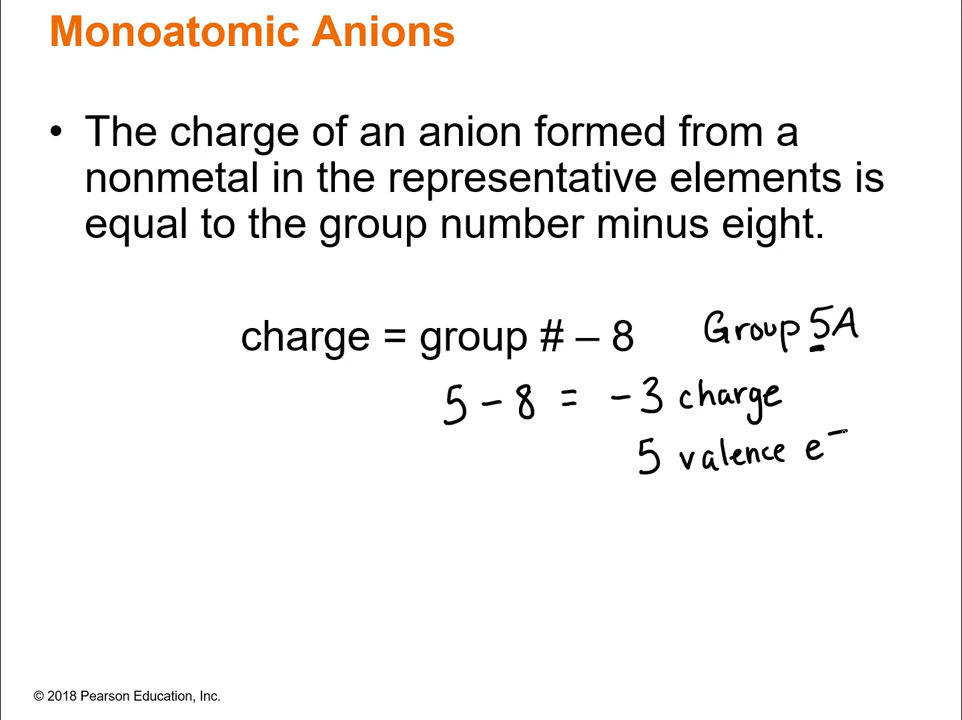 Monoatomic Anions
• The charge of an anion formed from a
nonmetal in the representative elements is
equal to the group number minus eight.
charge = group # – 8 Group 5A
5 – 8 = –3 charge
5 valence e⁻
© 2018 Pearson Education, Inc.